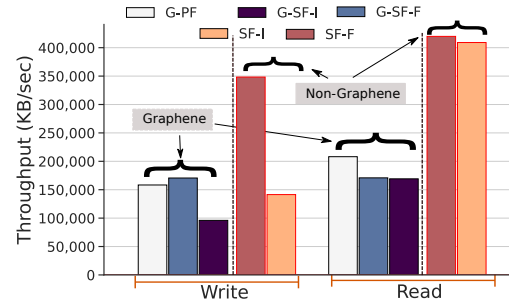 G-PF G-SF-I G-SF-F
SF-I SF-F
Throughput (KB/sec)
400,000
350,000
300,000
250,000
200,000
150,000
100,000
50,000
0
Non-Graphene
Graphene
Write Read